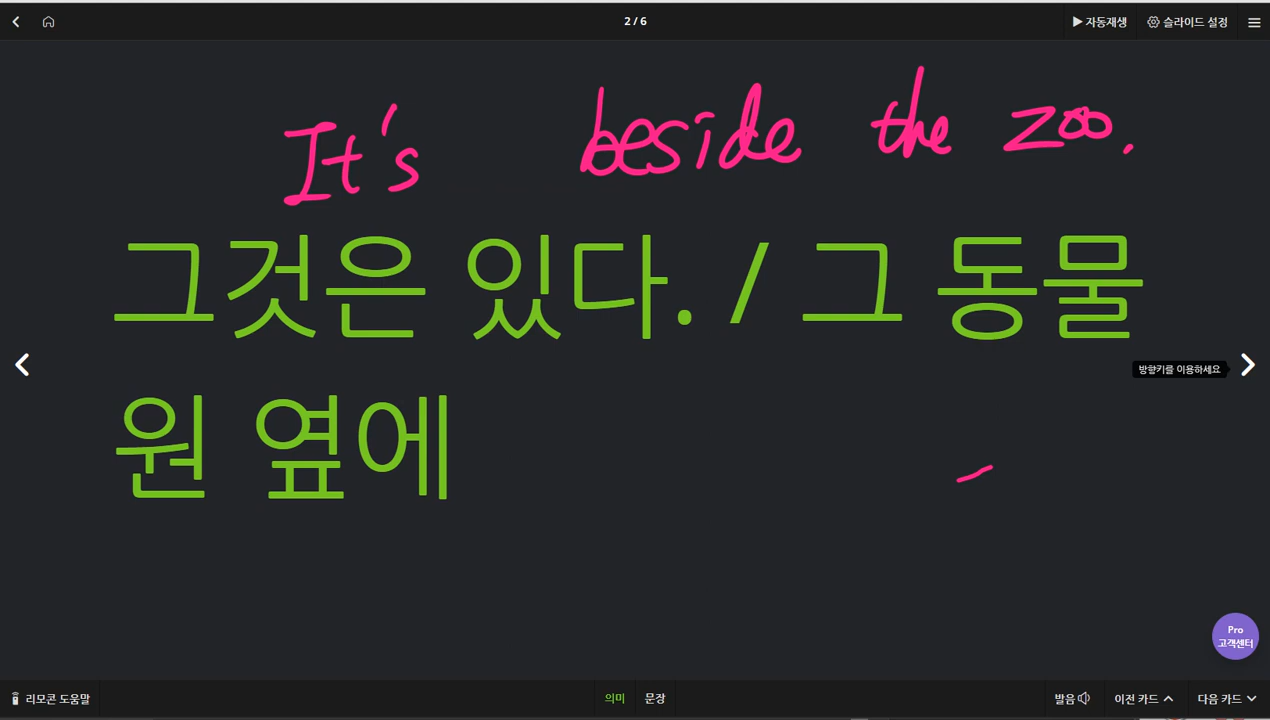 2 / 6
자동재생
슬라이드 설정
It's beside the zoo.
그것은 있다. / 그 동물
원 옆에
방향키를 이용하세요
Pro
고객센터
리모콘 도움말
의미
문장
발음
이전 카드
다음 카드